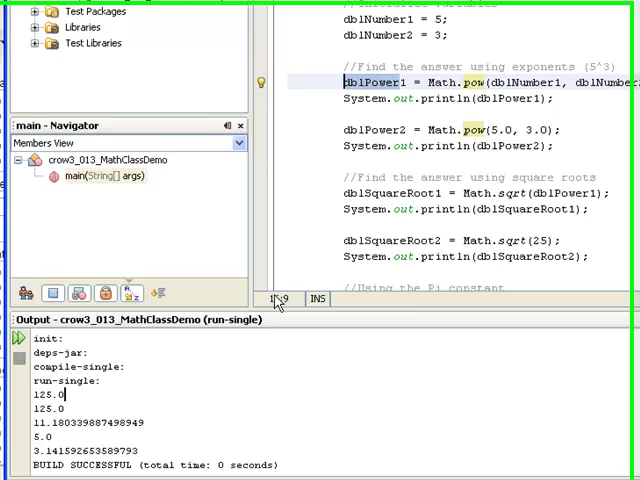 Test Packages
Libraries
Test Libraries
main - Navigator
Members View
crow3_013_MathClassDemo
main(String[] args)
dblNumber1 = 5;
dblNumber2 = 3;
//Find the answer using exponents (5^3)
dblPower1 = Math.pow(dblNumber1, dblNumber2
System.out.println(dblPower1);
dblPower2 = Math.pow(5.0, 3.0);
System.out.println(dblPower2);
//Find the answer using square roots
dblSquareRoot1 = Math.sqrt(dblPower1);
System.out.println(dblSquareRoot1);
dblSquareRoot2 = Math.sqrt(25);
System.out.println(dblSquareRoot2);
//Using the Pi constant
INS
Output - crow3_013_MathClassDemo (run-single)
init:
deps-jar:
compile-single:
run-single:
125.0
125.0
11.180339887498949
5.0
3.141592653589793
BUILD SUCCESSFUL (total time: 0 seconds)